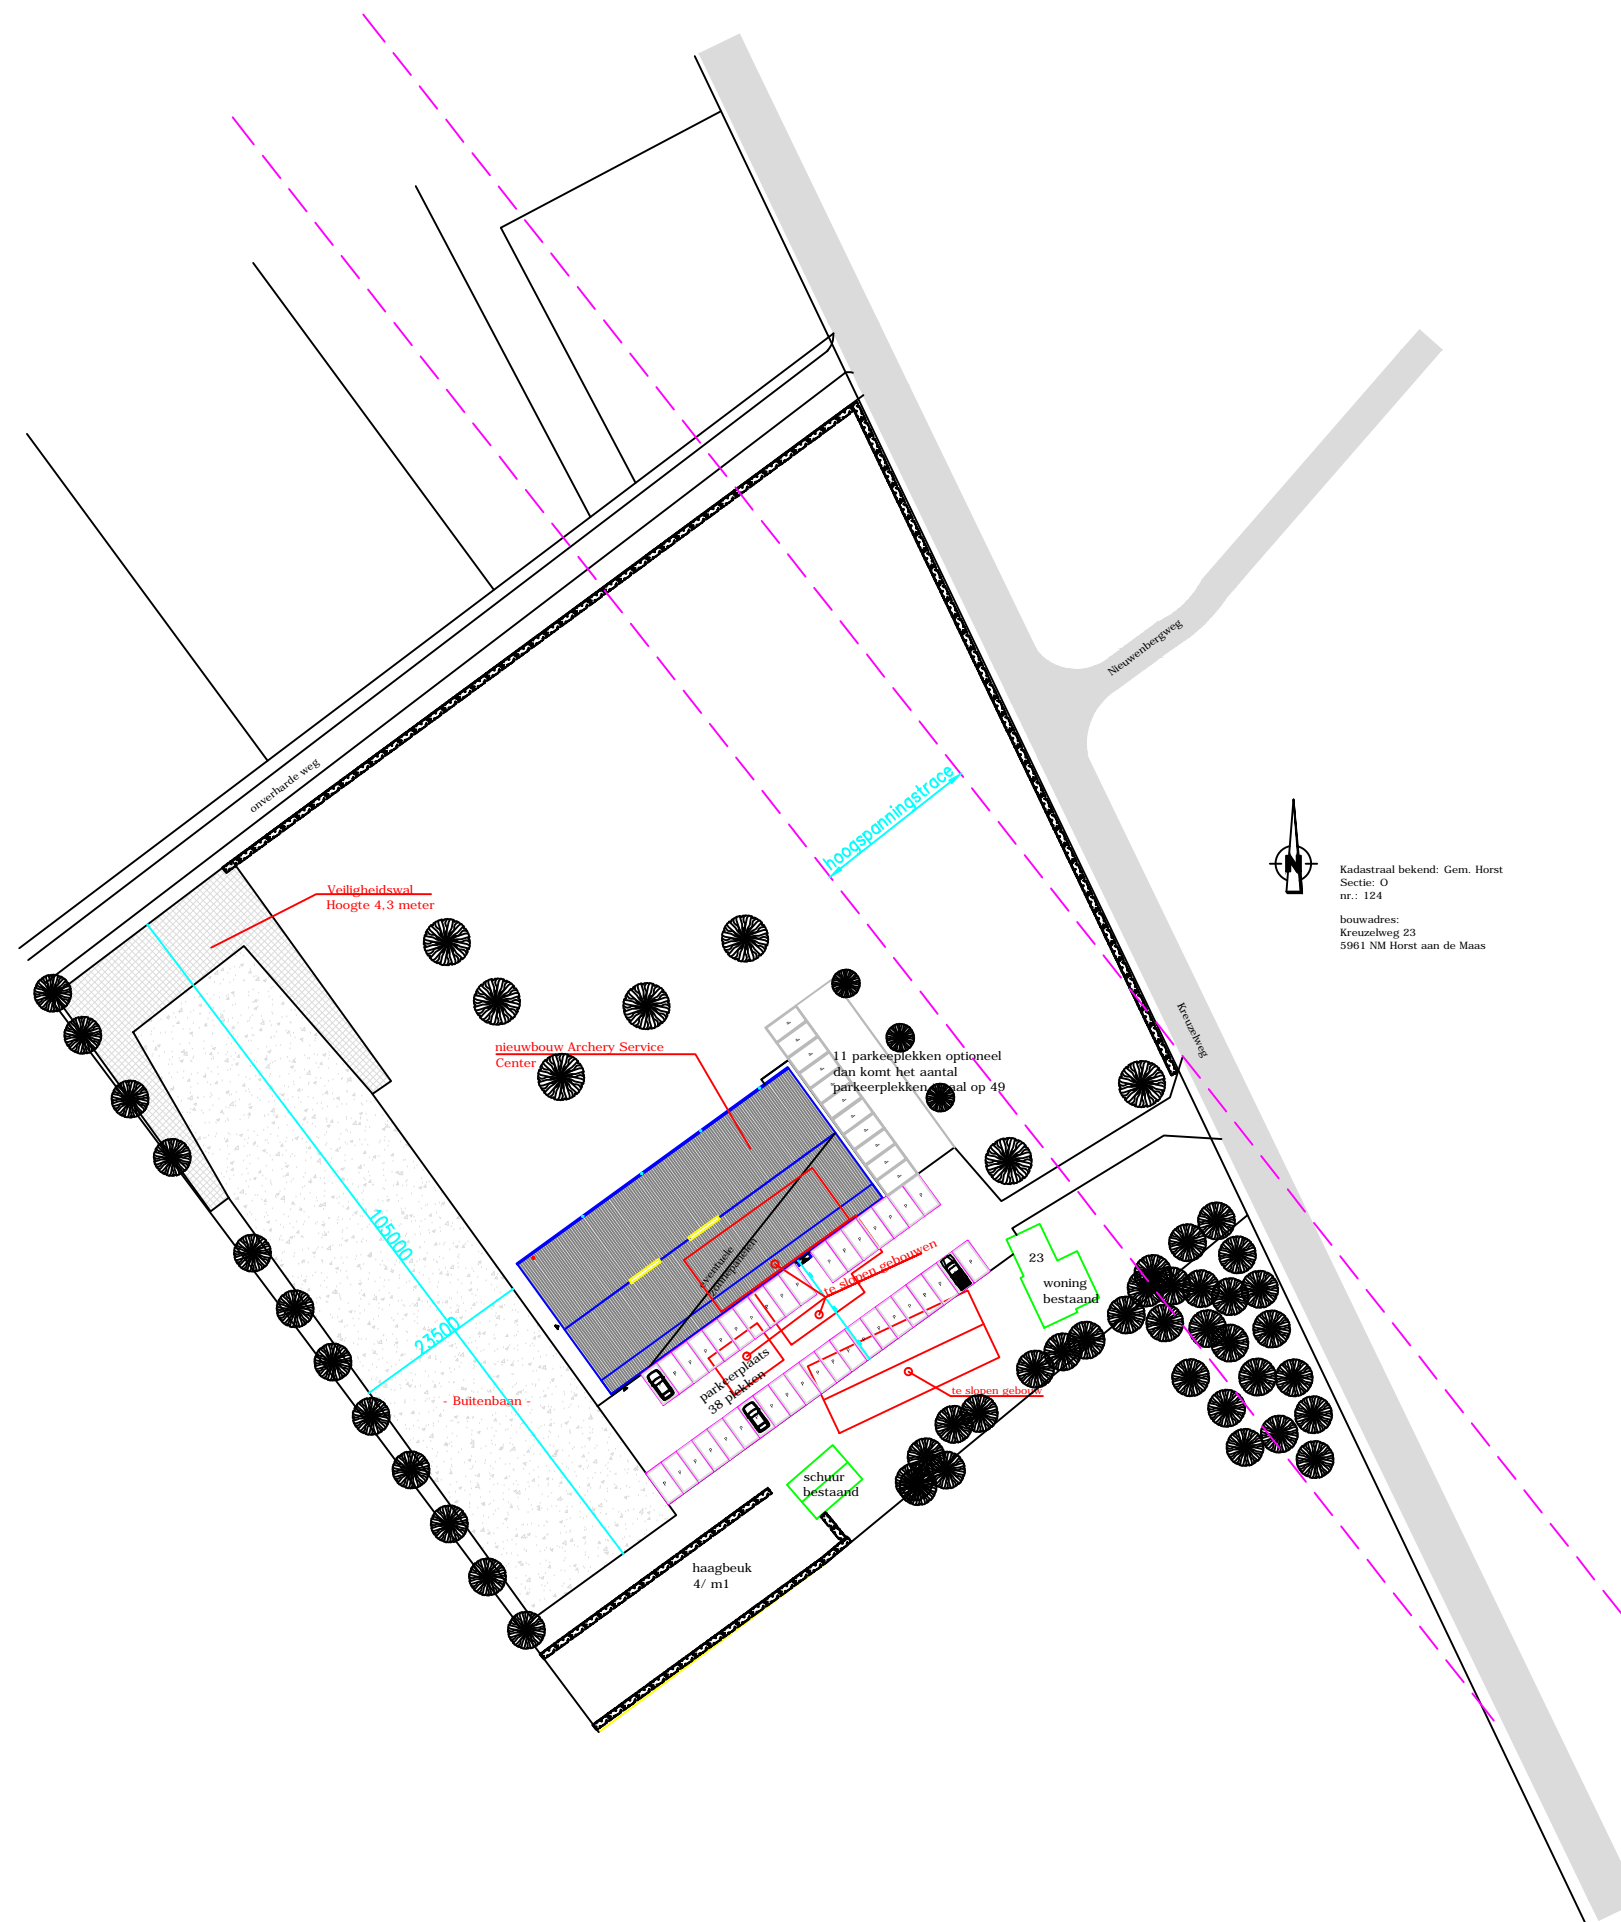 Nieuwenbergweg
onverharde weg
hoogspanningstrace
N
Kadastraal bekend: Gem. Horst
Sectie: O
nr.: 124
bouwadres:
Kreuzelweg 23
5961 NM Horst aan de Maas
Veiligheidswal
Hoogte 4,3 meter
Kreuzelweg
nieuwbouw Archery Service
Center
11 parkeeplekken optioneel
dan komt het aantal
parkeerplekken op 49
105000
23500
- Buitenbaan -
eventuele
zonnepanelen
te slopen gebouwen
23
woning
bestaand
parkeerplaats
38 plekken
te slopen gebouw
schuur
bestaand
haagbeuk
4/ m1